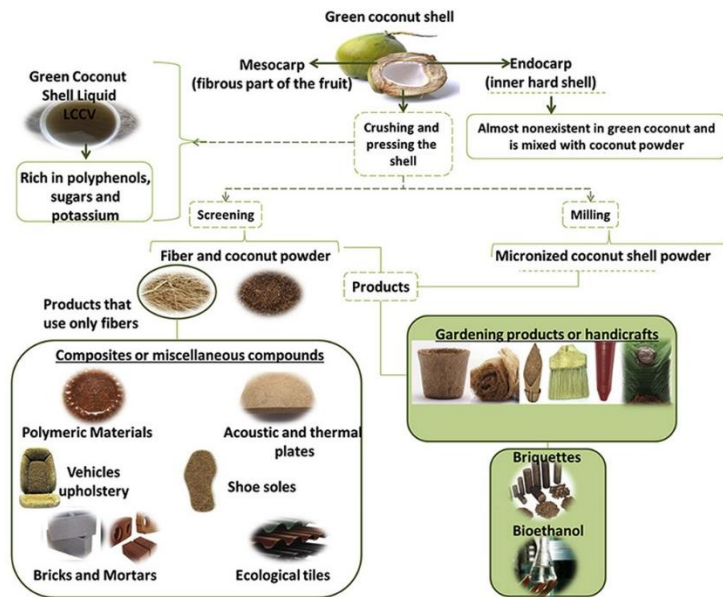 Green coconut shell
Mesocarp
(fibrous part of the fruit)
Endocarp
(inner hard shell)
Green Coconut
Shell Liquid
LCCV
Crushing and
pressing the
shell
Almost nonexistent in green coconut and
is mixed with coconut powder
Rich in polyphenols,
sugars and
potassium
Screening
Milling
Fiber and coconut powder
Micronized coconut shell powder
Products
Products that
use only fibers
Gardening products or handicrafts
Composites or miscellaneous compounds
Polymeric Materials
Acoustic and thermal
plates
Vehicles
upholstery
Shoe soles
Bricks and Mortars
Ecological tiles
Briquettes
Bioethanol